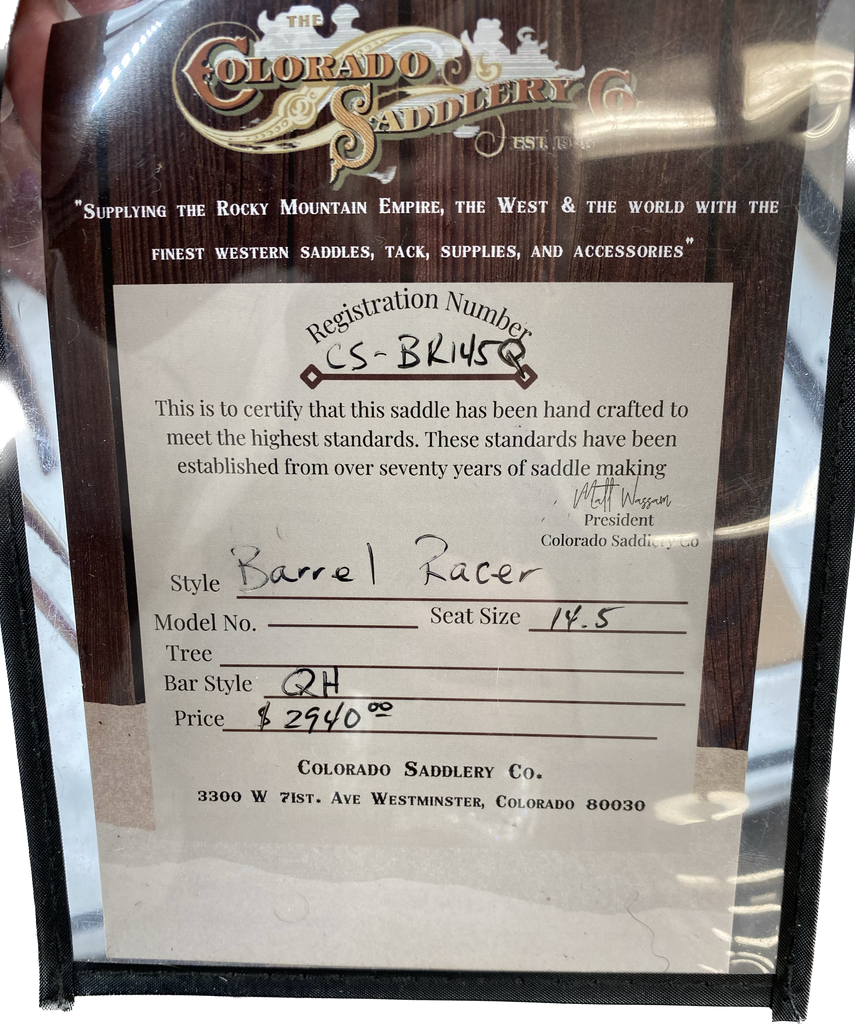 THE
COLORADO
SADDLERY CO.
EST.
"SUPPLYING THE ROCKY MOUNTAIN EMPIRE, THE WEST & THE WORLD WITH THE
FINEST WESTERN SADDLES, TACK, SUPPLIES, AND ACCESSORIES"
Registration Number
CS-BR145Q
This is to certify that this saddle has been hand crafted to
meet the highest standards. These standards have been
established from over seventy years of saddle making
Matt Wassam
President
Colorado Saddlery Co
Style Barrel Racer
Model No. Seat Size 14.5
Tree
Bar Style QH
Price $ 2940.00
COLORADO SADDLERY CO.
3300 W 71ST. AVE WESTMINSTER, COLORADO 80030